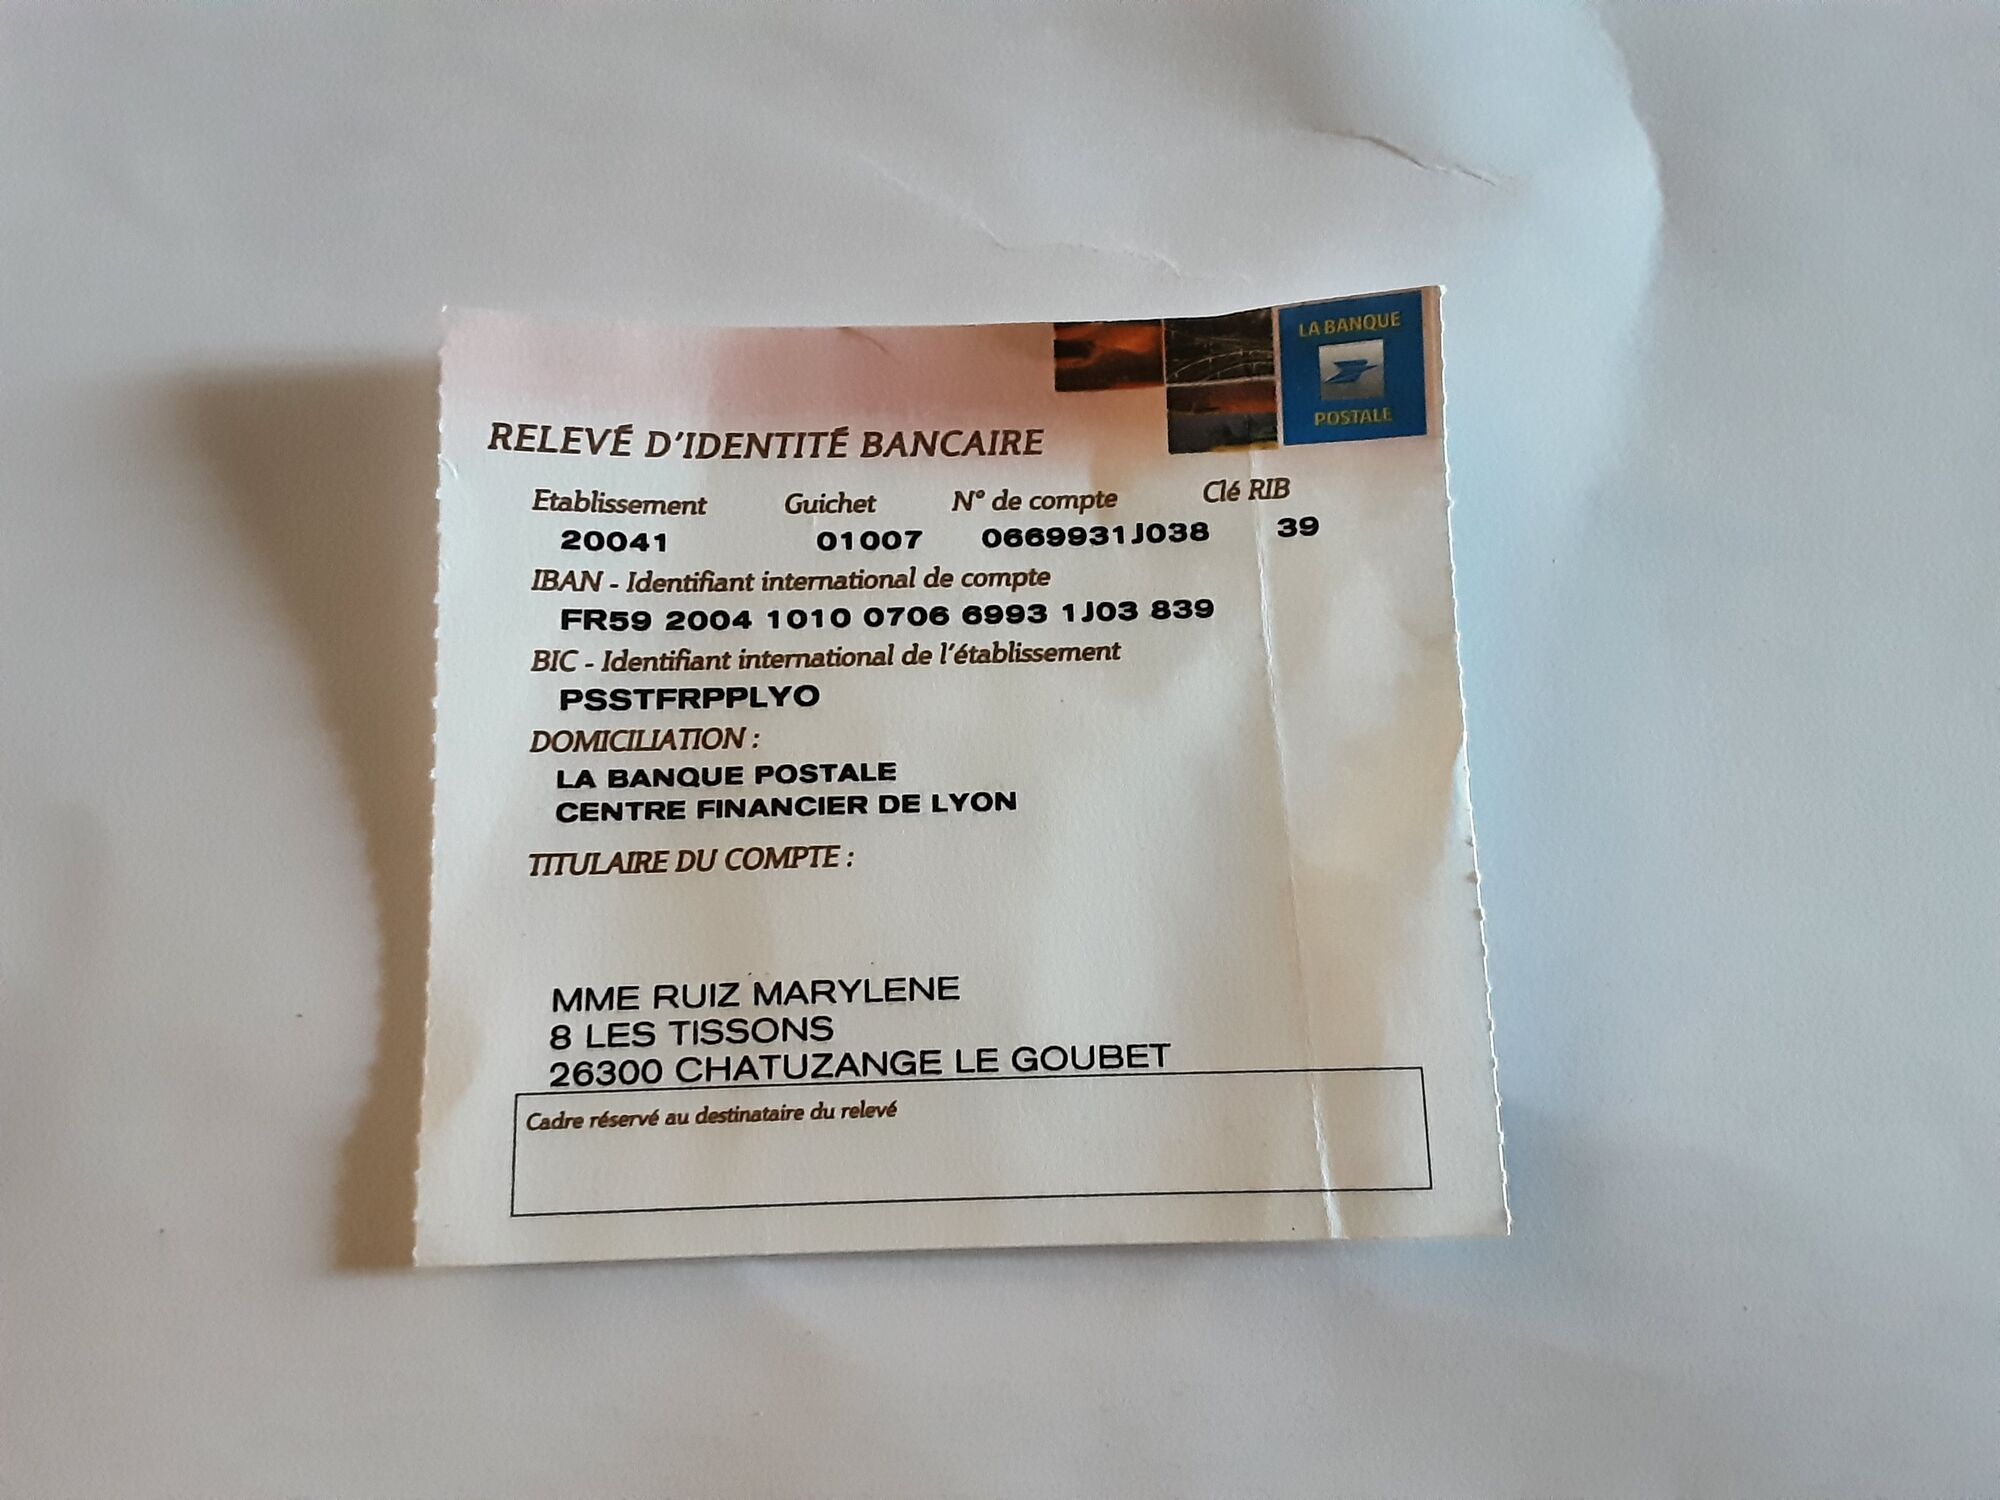 LA BANQUE
POSTALE
RELEVÉ D'IDENTITÉ BANCAIRE
Etablissement Guichet N° de compte Clé RIB
20041 01007 0669931J038 39
IBAN - Identifiant international de compte
FR59 2004 1010 0706 6993 1J03 839
BIC - Identifiant international de l'établissement
PSSTFRPPLYO
DOMICILIATION :
LA BANQUE POSTALE
CENTRE FINANCIER DE LYON
TITULAIRE DU COMPTE :
MME RUIZ MARYLENE
8 LES TISSONS
26300 CHATUZANGE LE GOUBET
Cadre réservé au destinataire du relevé